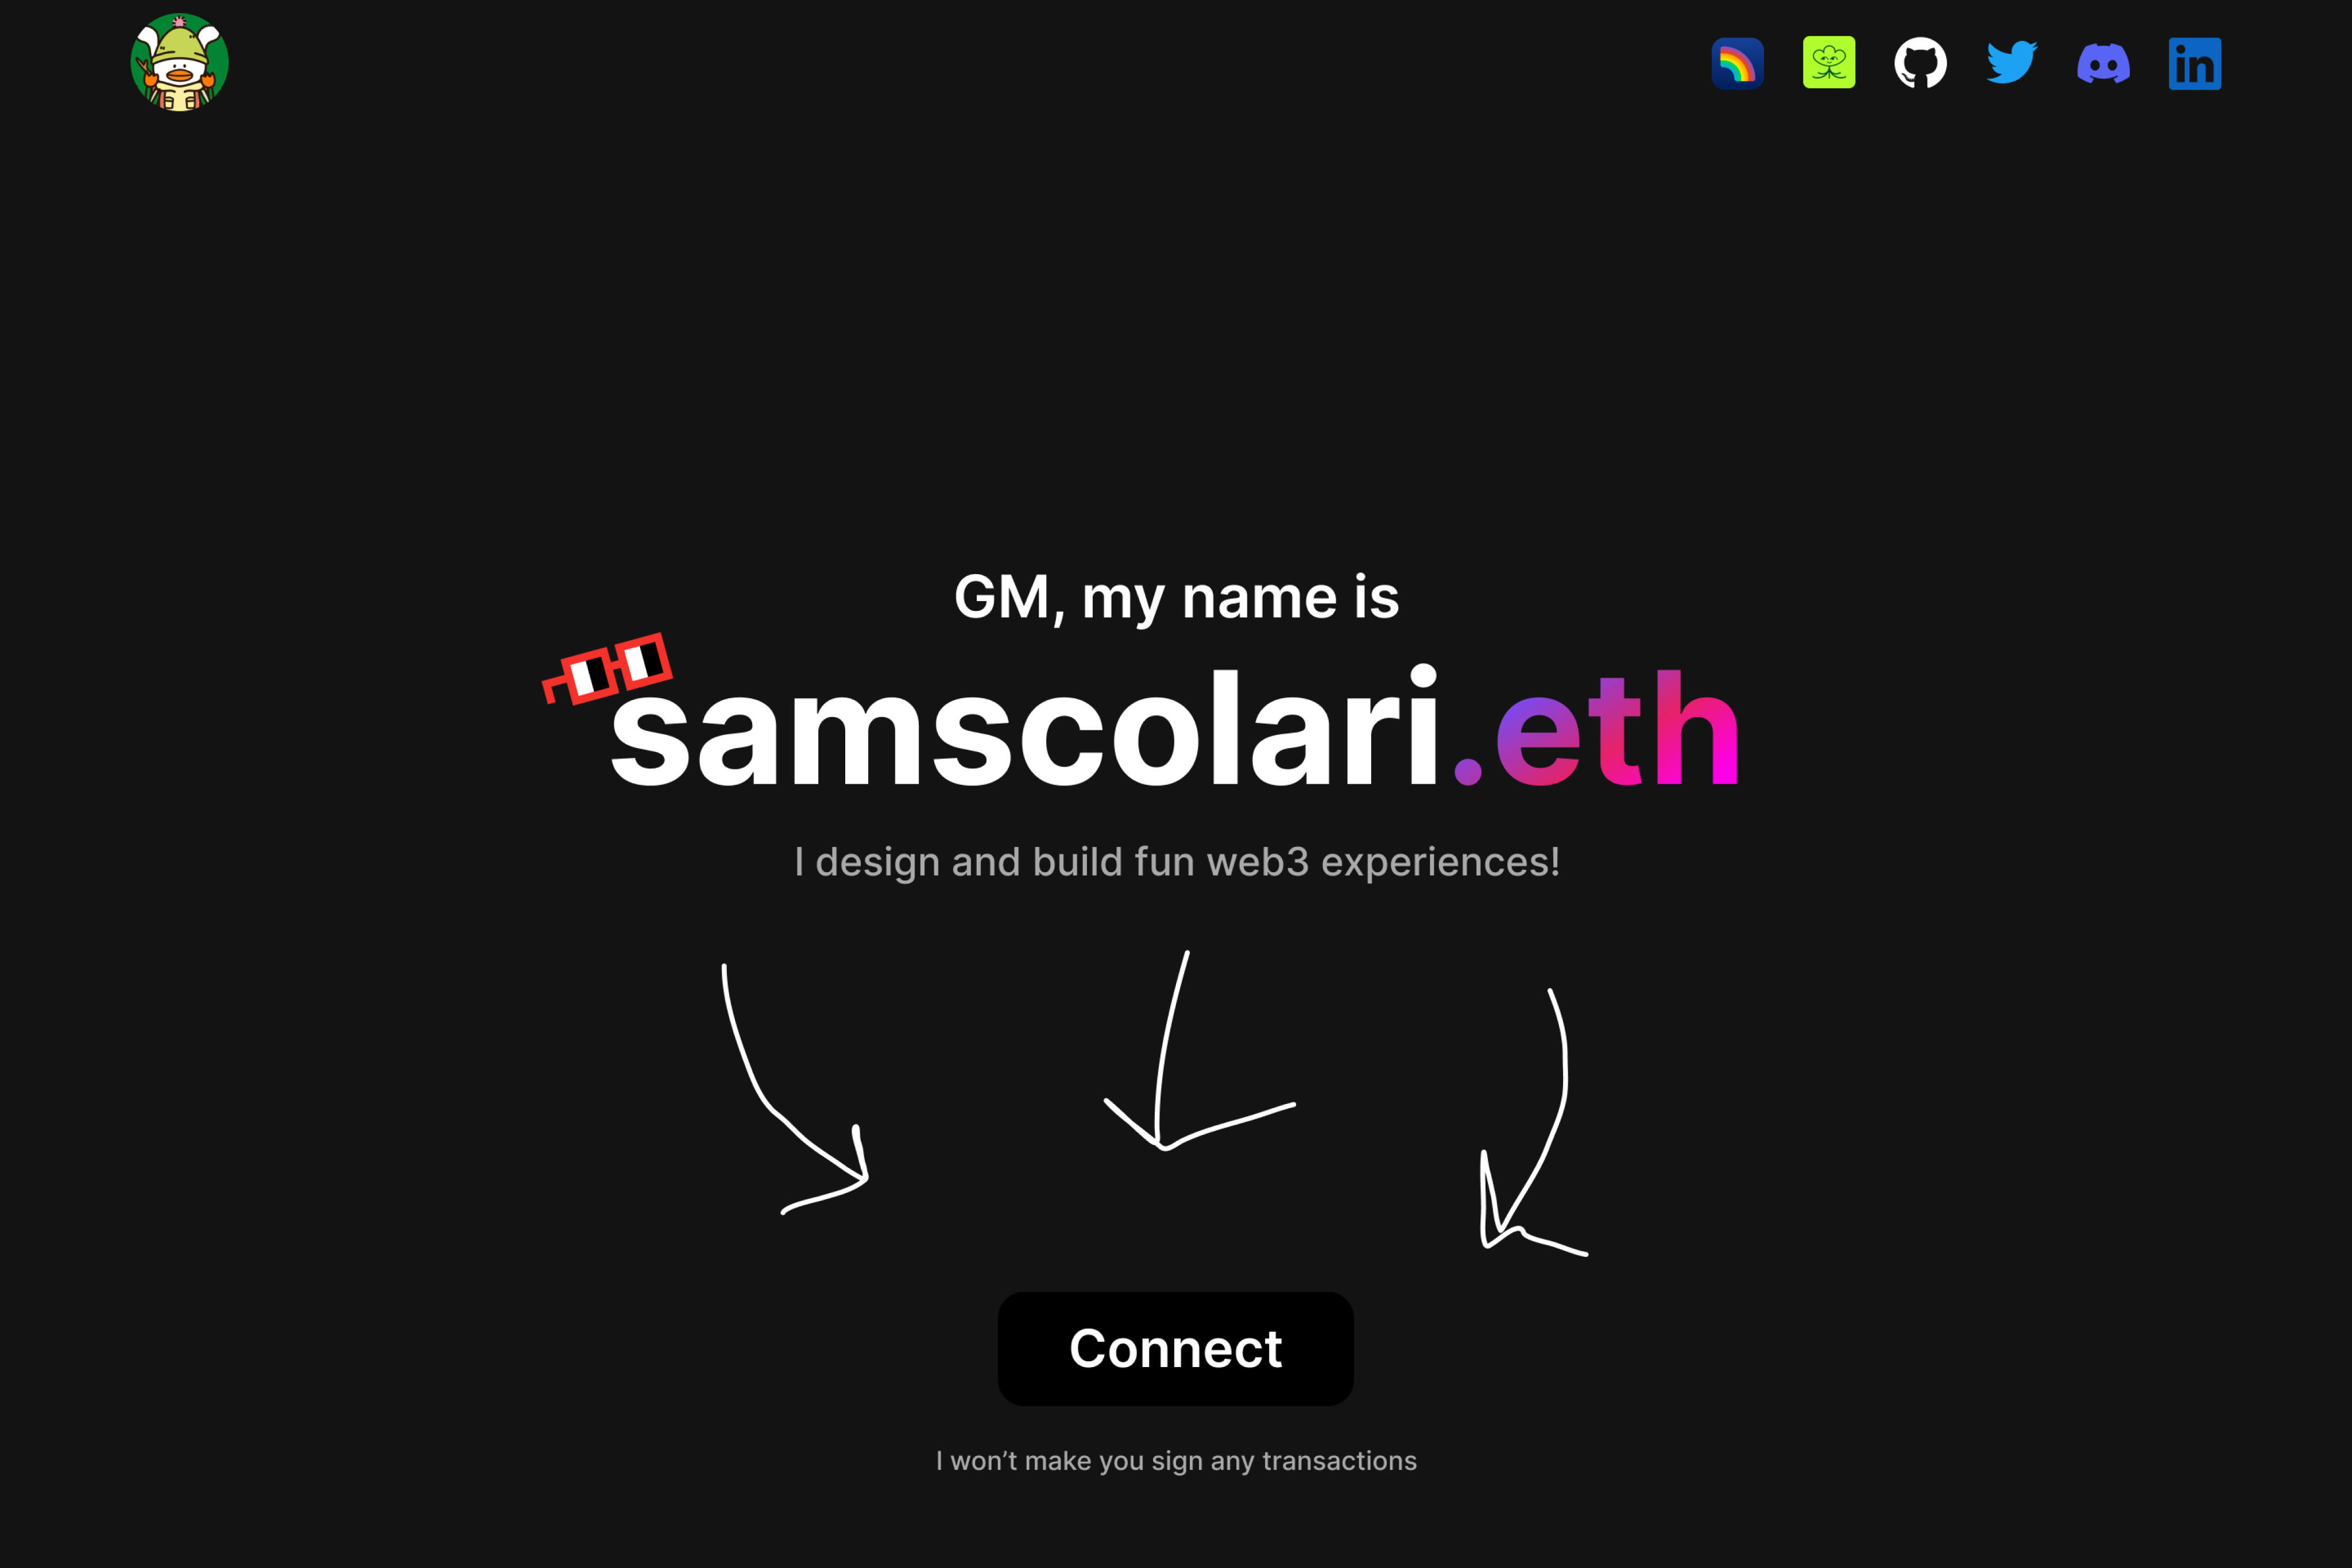 GM, my name is
samscolari.eth
I design and build fun web3 experiences!
Connect
I won’t make you sign any transactions